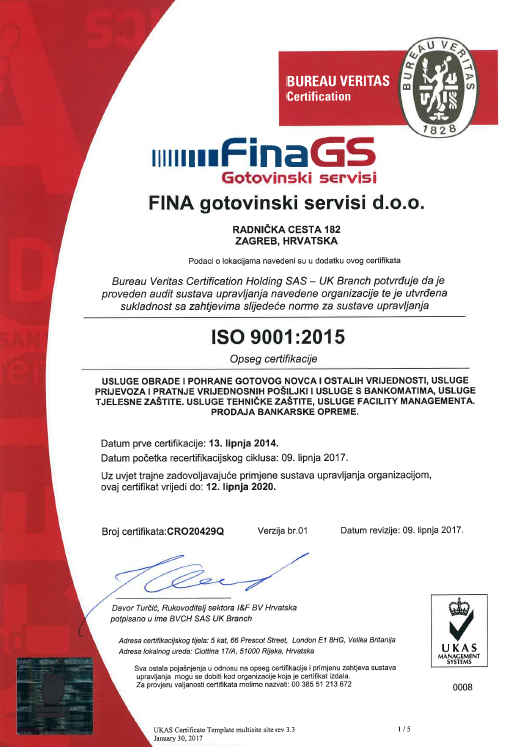 BUREAU VERITAS
Certification
BUREAU VERITAS
1828
FinaGS
Gotovinski servisi
FINA gotovinski servisi d.o.o.
RADNIČKA CESTA 182
ZAGREB, HRVATSKA
Podaci o lokacijama navedeni su u dodatku ovog certifikata
Bureau Veritas Certification Holding SAS – UK Branch potvrđuje da je
proveden audit sustava upravljanja navedene organizacije te je utvrđena
sukladnost sa zahtjevima slijedeće norme za sustave upravljanja
ISO 9001:2015
Opseg certifikacije
USLUGE OBRADE I POHRANE GOTOVOG NOVCA I OSTALIH VRIJEDNOSTI, USLUGE
PRIJEVOZA I PRATNJE VRIJEDNOSNIH POŠILJKI I USLUGE S BANKOMATIMA, USLUGE
TJELESNE ZAŠTITE. USLUGE TEHNIČKE ZAŠTITE, USLUGE FACILITY MANAGEMENTA.
PRODAJA BANKARSKE OPREME.
Datum prve certifikacije: 13. lipnja 2014.
Datum početka recertifikacijskog ciklusa: 09. lipnja 2017.
Uz uvjet trajne zadovoljavajuće primjene sustava upravljanja organizacijom,
ovaj certifikat vrijedi do: 12. lipnja 2020.
Broj certifikata:CRO20429Q Verzija br.01 Datum revizije: 09. lipnja 2017.
Davor Turčić, Rukovoditelj sektora I&F BV Hrvatska
potpisano u ime BVCH SAS UK Branch
Adresa certifikacijskog tijela: 5 kat, 66 Prescot Street, London E1 8HG, Velika Britanija
Adresa lokalnog ureda: Ciottina 17/A, 51000 Rijeka, Hrvatska
Sva ostala pojašnjenja u odnosu na opseg certifikacije i primjenu zahtjeva sustava
upravljanja mogu se dobiti kod organizacije koja je certifikat izdala.
Za provjeru valjanosti certifikata molimo nazvati: 00 385 51 213 672
UKAS
MANAGEMENT
SYSTEMS
0008
UKAS Certificate Template multisite site rev 3.3
January 30, 2017
1 / 5